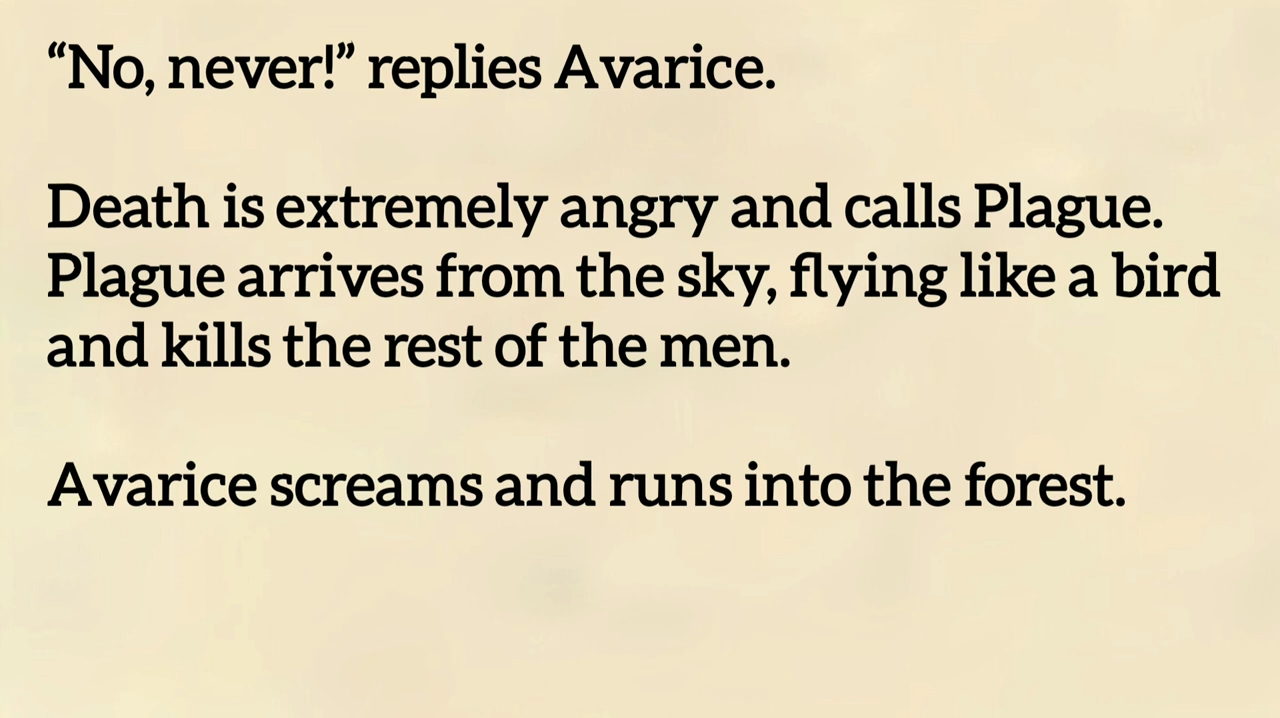 “No, never!” replies Avarice.
Death is extremely angry and calls Plague.
Plague arrives from the sky, flying like a bird
and kills the rest of the men.
Avarice screams and runs into the forest.